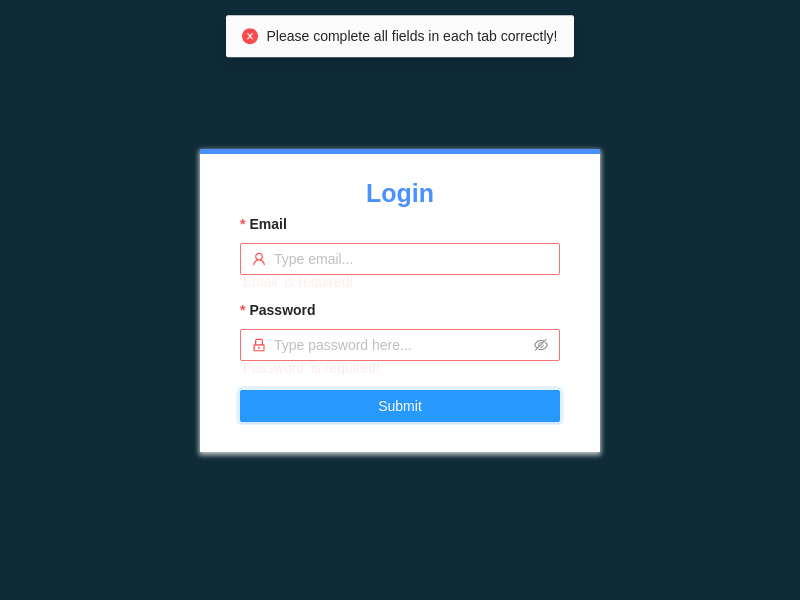 Please complete all fields in each tab correctly!
Login
* Email
Type email...
'Email' is required!
* Password
Type password here...
'Password' is required!
Submit